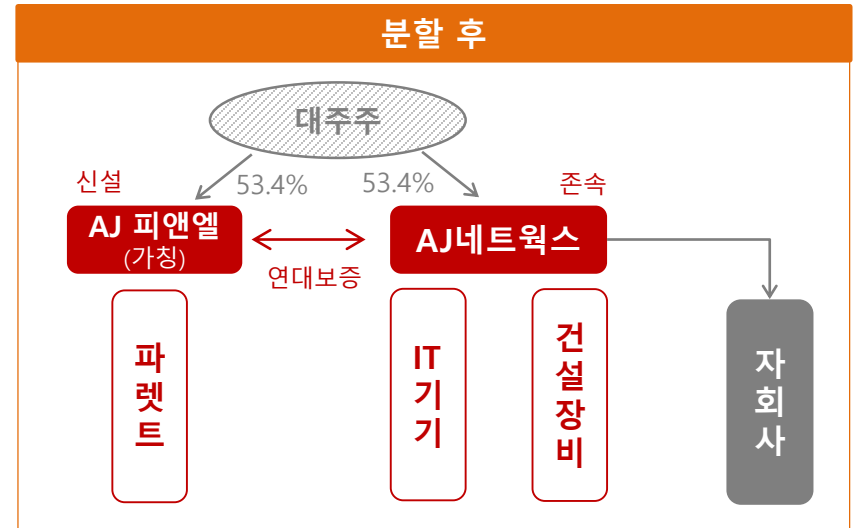 분할 후
대주주
신설
53.4%
53.4%
존속
AJ 피앤엘
(가칭)
연대보증
AJ네트웍스
파렛트
IT기기
건설장비
자회사